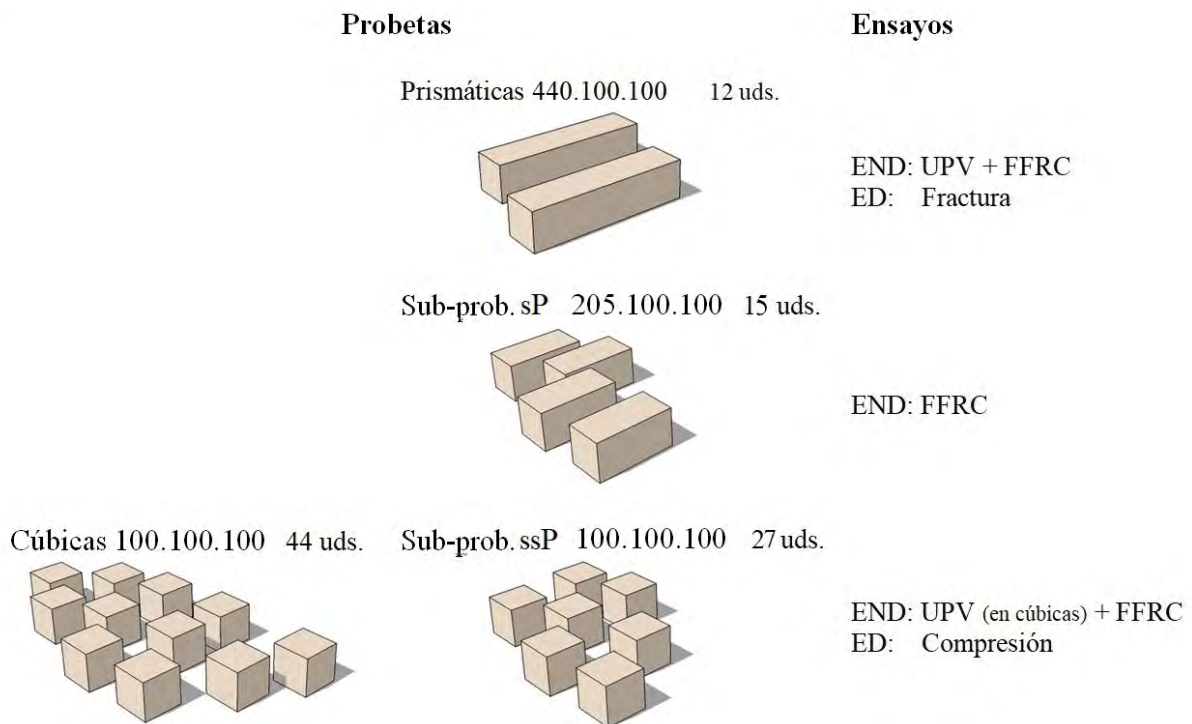 Probetas
Ensayos
Prismáticas 440.100.100 12 uds.
END: UPV + FFRC
ED: Fractura
Sub-prob. sP 205.100.100 15 uds.
END: FFRC
Cúbicas 100.100.100 44 uds.
Sub-prob. ssP 100.100.100 27 uds.
END: UPV (en cúbicas) + FFRC
ED: Compresión